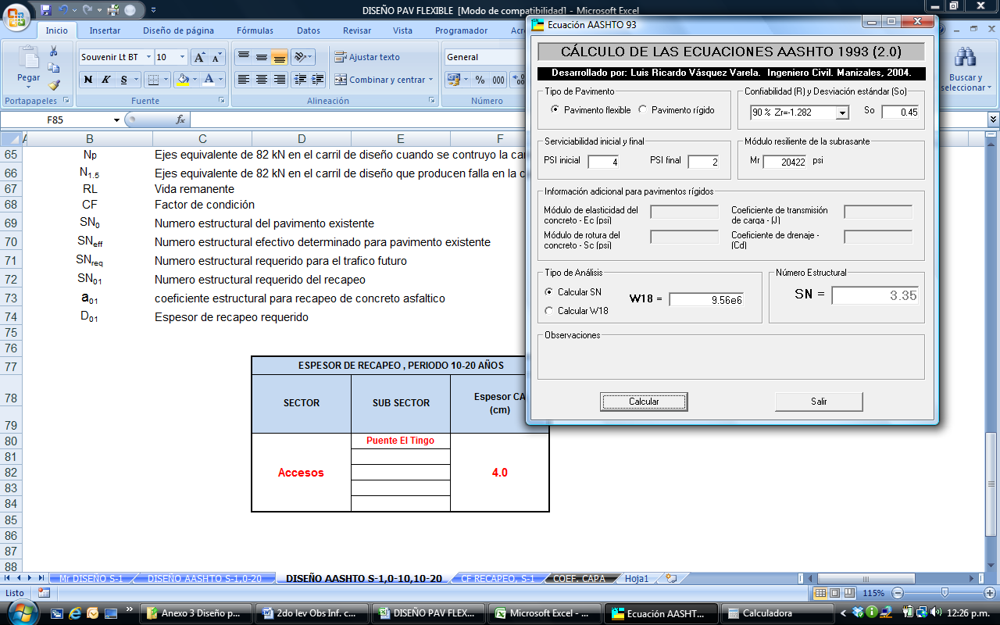 DISEÑO PAV FLEXIBLE [Modo de compatibilidad] - Microsoft Excel
Inicio Insertar Diseño de página Fórmulas Datos Revisar Vista Programador Acr
Pegar
Portapapeles
Souvenir Lt BT 10
N K S
Fuente
Ajustar texto
Combinar y centrar
Alineación
General
% 000
Número
Buscar y
seleccionar
F85 fx
A B C D E F
65 Np Ejes equivalente de 82 kN en el carril de diseño cuando se contruyo la car
66 N1.5 Ejes equivalente de 82 kN en el carril de diseño que producen falla en la c
67 RL Vida remanente
68 CF Factor de condición
69 SN0 Numero estructural del pavimento existente
70 SNeff Numero estructural efectivo determinado para pavimento existente
71 SNreq Numero estructural requerido para el trafico futuro
72 SN01 Numero estructural requerido del recapeo
73 a01 coeficiente estructural para recapeo de concreto asfaltico
74 D01 Espesor de recapeo requerido
75
76
77 ESPESOR DE RECAPEO , PERIODO 10-20 AÑOS
78 SECTOR SUB SECTOR Espesor CA
(cm)
79
80 Puente El Tingo
81
82 Accesos 4.0
83
84
85
86
87
88
Ecuación AASHTO 93
CÁLCULO DE LAS ECUACIONES AASHTO 1993 (2.0)
Desarrollado por: Luis Ricardo Vásquez Varela. Ingeniero Civil. Manizales, 2004.
Tipo de Pavimento
Pavimento flexible Pavimento rígido
Confiabilidad (R) y Desviación estándar (So)
90 % Zr=-1.282 So 0.45
Serviciabilidad inicial y final
PSI inicial 4 PSI final 2
Módulo resiliente de la subrasante
Mr 20422 psi
Información adicional para pavimentos rígidos
Módulo de elasticidad del
concreto - Ec (psi)
Coeficiente de transmisión
de carga - (J)
Módulo de rotura del
concreto - Sc (psi)
Coeficiente de drenaje -
(Cd)
Tipo de Análisis
Calcular SN
Calcular W18
W18 = 9.56e6
Número Estructural
SN = 3.35
Observaciones
Calcular Salir
Mr DISEÑO S-1 DISEÑO AASHTO S-1,0-20 DISEÑO AASHTO S-1,0-10,10-20 CF RECAPEO, S-1 COEF. CAPA Hoja1
Listo 115%
Anexo 3 Diseño p... 2do lev Obs Inf. c... DISEÑO PAV FLEX... Microsoft Excel - ... Ecuación AASHT... Calculadora 12:26 p.m.